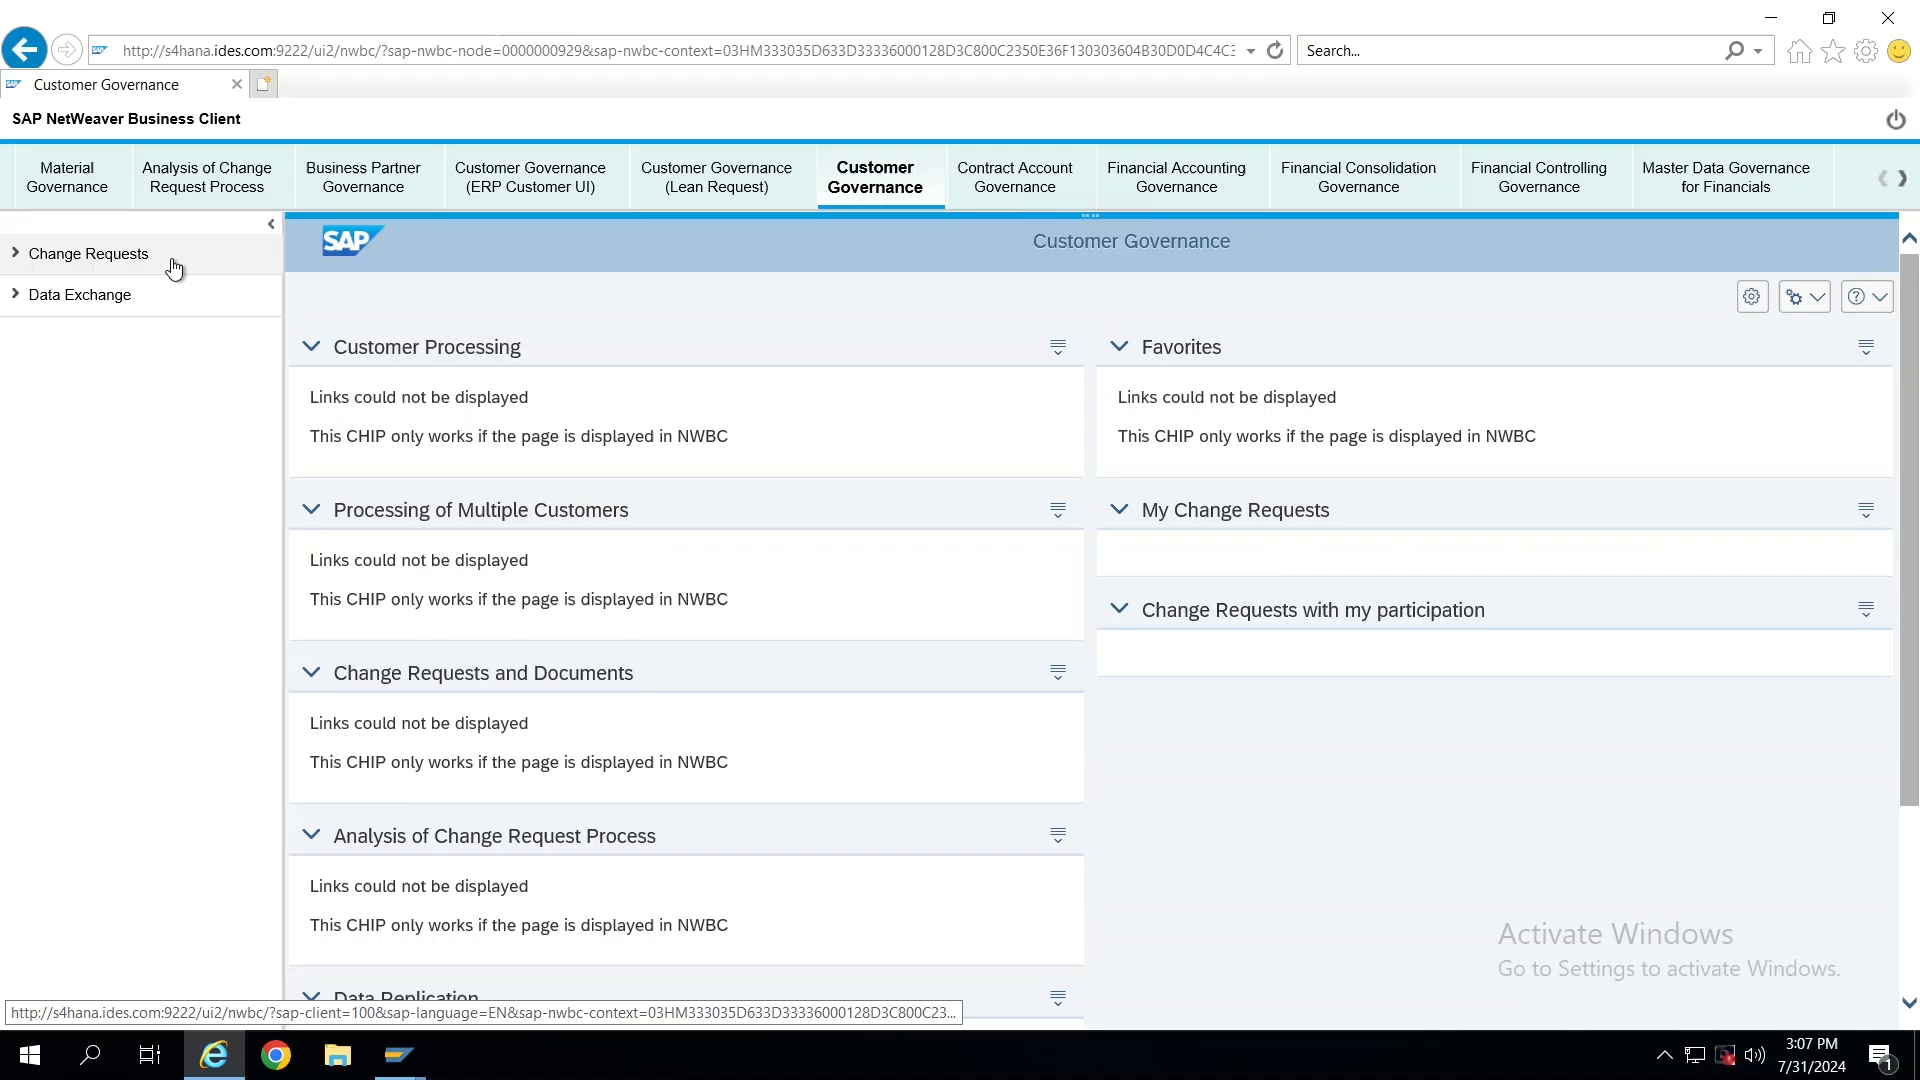 http://s4hana.ides.com:9222/ui2/nwbc/?sap-nwbc-node=0000000929&sap-nwbc-context=03HM333035D633D33336000128D3C800C2350E36F130303604B30D0D4C4C3
Search...
Customer Governance
SAP NetWeaver Business Client
Material Governance
Analysis of Change Request Process
Business Partner Governance
Customer Governance (ERP Customer UI)
Customer Governance (Lean Request)
Customer Governance
Contract Account Governance
Financial Accounting Governance
Financial Consolidation Governance
Financial Controlling Governance
Master Data Governance for Financials
Change Requests
Data Exchange
SAP
Customer Governance
Customer Processing
Links could not be displayed
This CHIP only works if the page is displayed in NWBC
Favorites
Links could not be displayed
This CHIP only works if the page is displayed in NWBC
Processing of Multiple Customers
Links could not be displayed
This CHIP only works if the page is displayed in NWBC
My Change Requests
Change Requests with my participation
Change Requests and Documents
Links could not be displayed
This CHIP only works if the page is displayed in NWBC
Analysis of Change Request Process
Links could not be displayed
This CHIP only works if the page is displayed in NWBC
Data Replication
Activate Windows
Go to Settings to activate Windows.
http://s4hana.ides.com:9222/ui2/nwbc/?sap-client=100&sap-language=EN&sap-nwbc-context=03HM333035D633D33336000128D3C800C23...
3:07 PM
7/31/2024
1